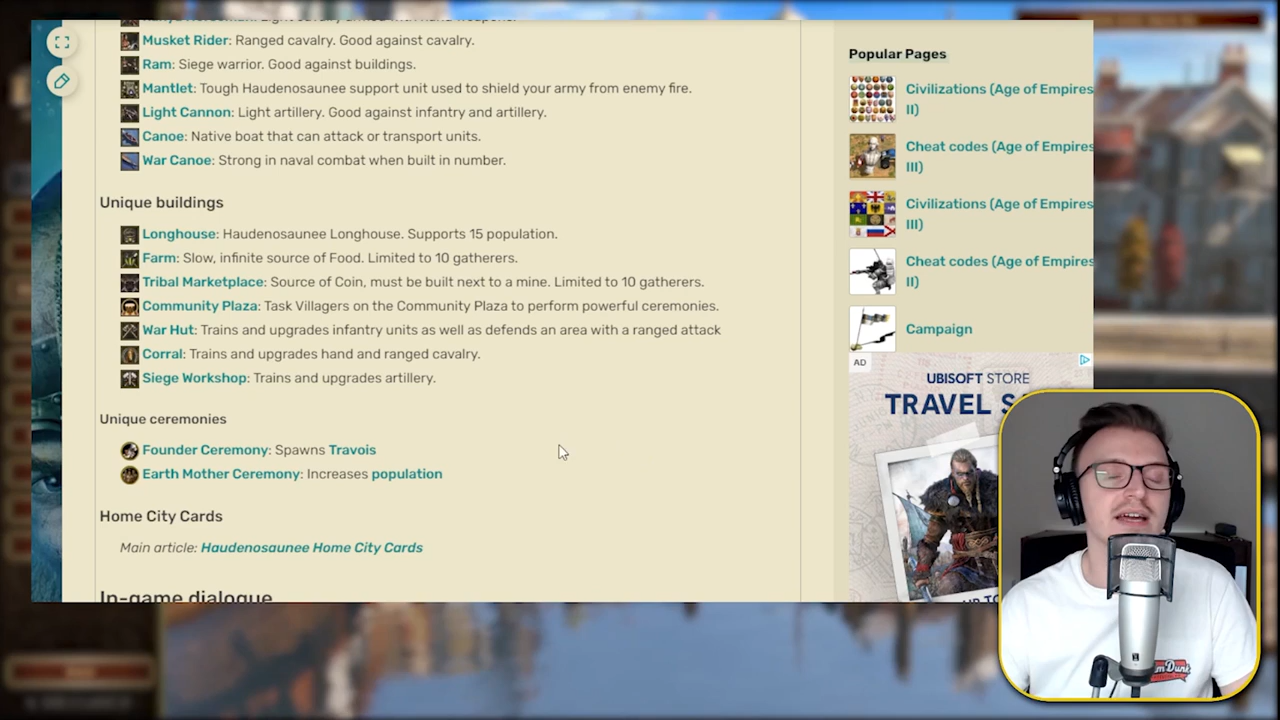 Musket Rider: Ranged cavalry. Good against cavalry.
Ram: Siege warrior. Good against buildings.
Mantlet: Tough Haudenosaunee support unit used to shield your army from enemy fire.
Light Cannon: Light artillery. Good against infantry and artillery.
Canoe: Native boat that can attack or transport units.
War Canoe: Strong in naval combat when built in number.
Unique buildings
Longhouse: Haudenosaunee Longhouse. Supports 15 population.
Farm: Slow, infinite source of Food. Limited to 10 gatherers.
Tribal Marketplace: Source of Coin, must be built next to a mine. Limited to 10 gatherers.
Community Plaza: Task Villagers on the Community Plaza to perform powerful ceremonies.
War Hut: Trains and upgrades infantry units as well as defends an area with a ranged attack
Corral: Trains and upgrades hand and ranged cavalry.
Siege Workshop: Trains and upgrades artillery.
Unique ceremonies
Founder Ceremony: Spawns Travois
Earth Mother Ceremony: Increases population
Home City Cards
Main article: Haudenosaunee Home City Cards
In-game dialogue
Popular Pages
Civilizations (Age of Empires
II)
Cheat codes (Age of Empires
III)
Civilizations (Age of Empires
III)
Cheat codes (Age of Empires
II)
Campaign
AD
UBISOFT STORE
TRAVEL S